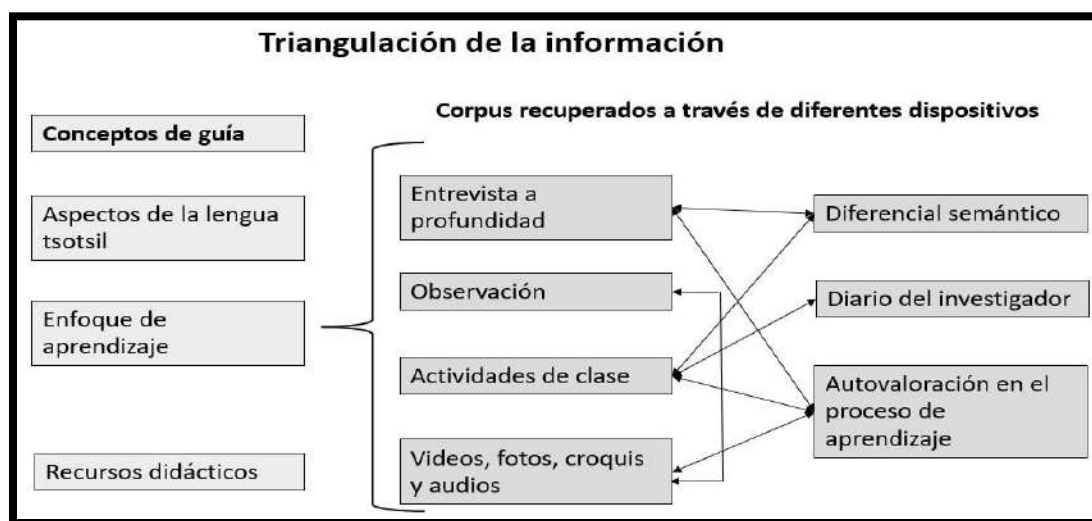 Triangulación de la información
Conceptos de guía
Aspectos de la lengua
tsotsil
Enfoque de
aprendizaje
Recursos didácticos
Corpus recuperados a través de diferentes dispositivos
Entrevista a
profundidad
Observación
Actividades de clase
Videos, fotos, croquis
y audios
Diferencial semántico
Diario del investigador
Autovaloración en el
proceso de
aprendizaje